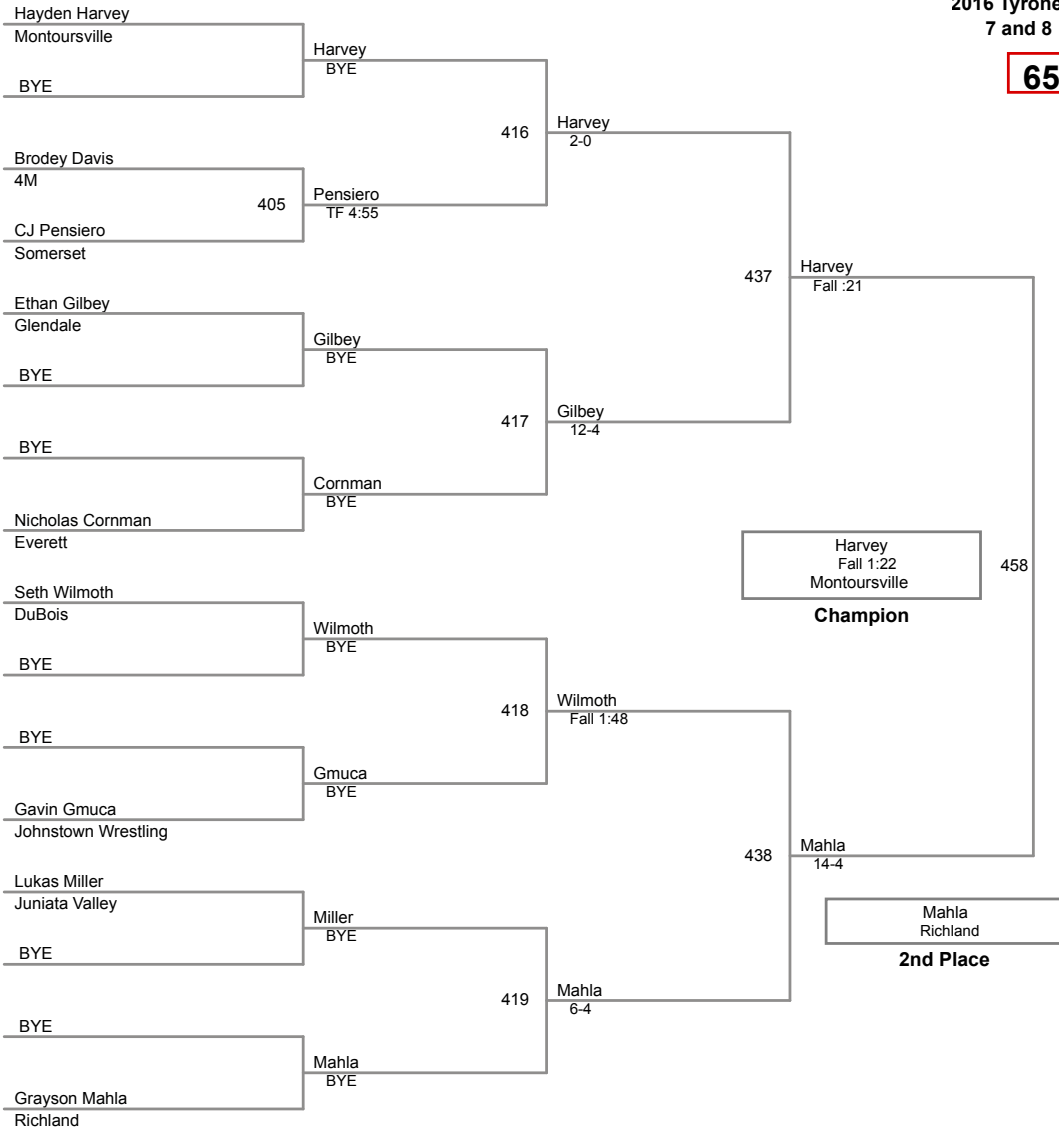 2016 Tyrone
7 and 8
65
Hayden Harvey
Montoursville
Harvey
BYE
BYE
416
Harvey
2-0
Brodey Davis
4M
405
Pensiero
TF 4:55
CJ Pensiero
Somerset
437
Harvey
Fall :21
Ethan Gilbey
Glendale
Gilbey
BYE
BYE
417
Gilbey
12-4
BYE
Cornman
BYE
Nicholas Cornman
Everett
Harvey
Fall 1:22
Montoursville
458
Champion
Seth Wilmoth
DuBois
Wilmoth
BYE
BYE
418
Wilmoth
Fall 1:48
BYE
Gmuca
BYE
Gavin Gmuca
Johnstown Wrestling
438
Mahla
14-4
Lukas Miller
Juniata Valley
Miller
BYE
BYE
Mahla
Richland
2nd Place
419
Mahla
6-4
BYE
Mahla
BYE
Grayson Mahla
Richland